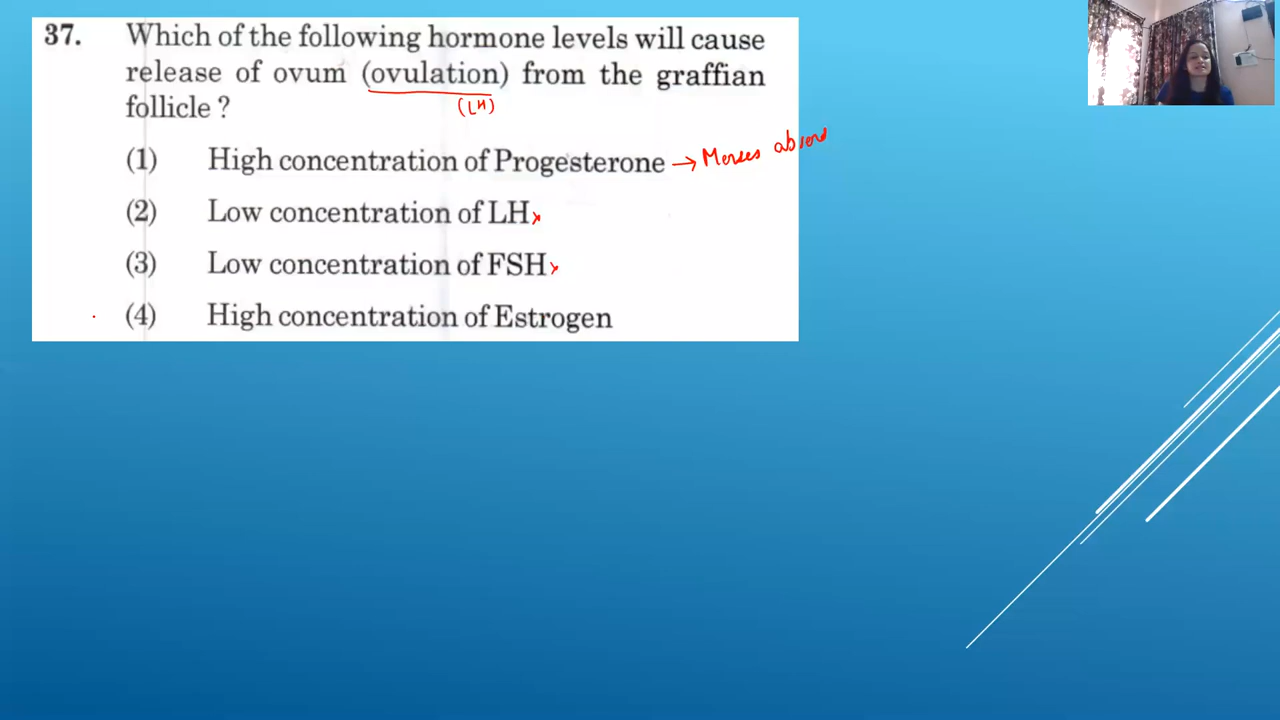 37. Which of the following hormone levels will cause
release of ovum (ovulation) from the graffian
(LH)
follicle ?
(1) High concentration of Progesterone → Menses absend
(2) Low concentration of LH x
(3) Low concentration of FSH x
(4) High concentration of Estrogen